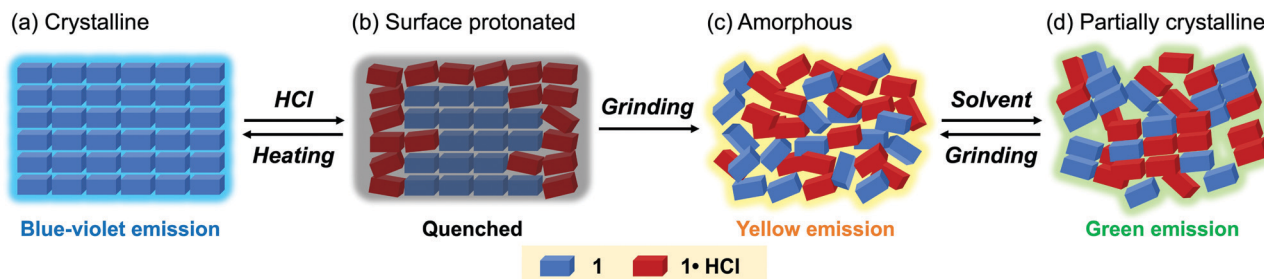 (a) Crystalline
(b) Surface protonated
(c) Amorphous
(d) Partially crystalline
HCl
Heating
Grinding
Solvent
Grinding
Blue-violet emission
Quenched
Yellow emission
Green emission
1
1• HCl